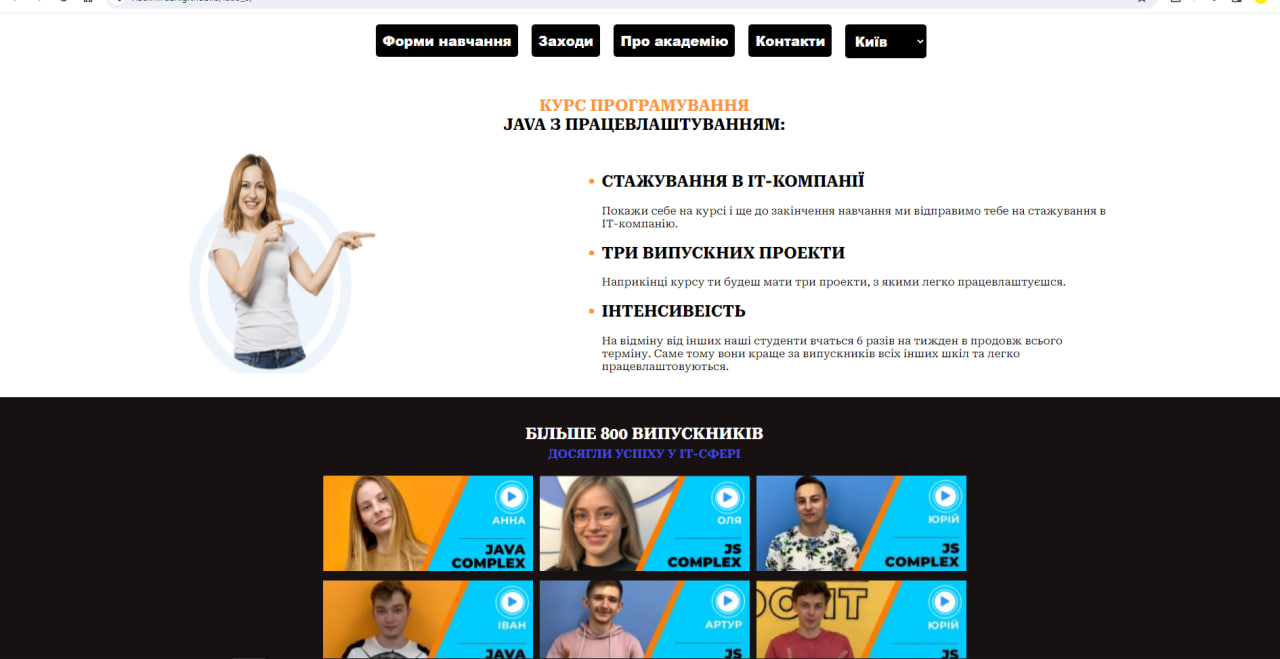 Форми навчання
Заходи
Про академію
Контакти
Київ
КУРС ПРОГРАМУВАННЯ
JAVA З ПРАЦЕВЛАШТУВАННЯМ:
СТАЖУВАННЯ В ІТ-КОМПАНІЇ
Покажи себе на курсі і ще до закінчення навчання ми відправимо тебе на стажування в
ІТ-компанію.
ТРИ ВИПУСКНИХ ПРОЕКТИ
Наприкінці курсу ти будеш мати три проекти, з якими легко працевлаштуєшся.
ІНТЕНСИВЕІСТЬ
На відміну від інших наші студенти вчаться 6 разів на тижден в продовж всього
терміну. Саме тому вони краще за випускників всіх інших шкіл та легко
працевлаштовуються.
БІЛЬШЕ 800 ВИПУСКНИКІВ
ДОСЯГЛИ УСПІХУ У ІТ-СФЕРІ
АННА
JAVA
COMPLEX
ОЛЯ
JS
COMPLEX
ЮРІЙ
JS
COMPLEX
ІВАН
JAVA
АРТУР
JS
ЮРІЙ
JS